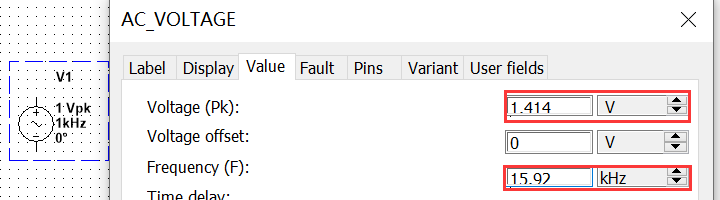 AC_VOLTAGE
Label Display Value Fault Pins Variant User fields
V1
1 Vpk
1kHz
0°
Voltage (Pk): 1.414 V
Voltage offset: 0 V
Frequency (F): 15.92 kHz
Time delay: